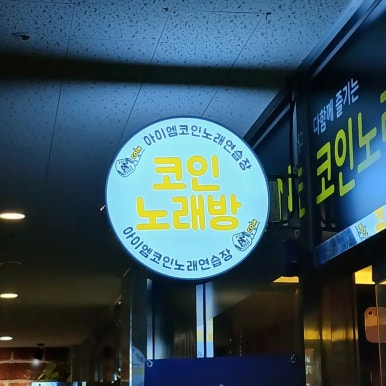 아이엠코인노래연습장
코인
노래방
아이엠코인노래연습장
다함께 즐기는
코인노래